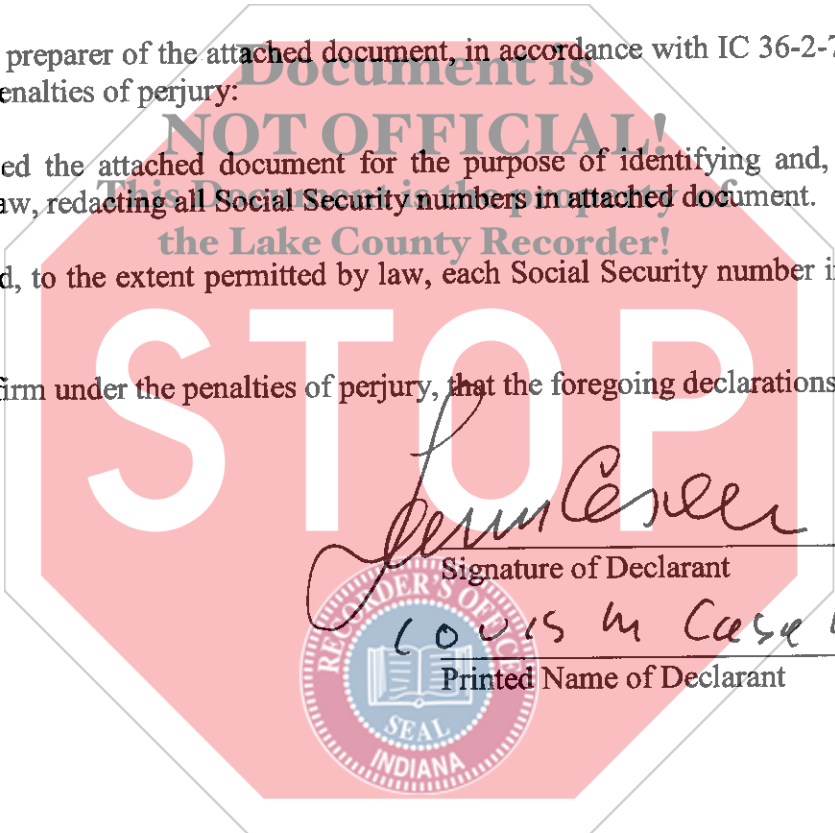 preparer of the attached document, in accordance with IC 36-2-7
enalties of perjury:
Document is
NOT OFFICIAL!
ed the attached document for the purpose of identifying and,
aw, redacting all Social Security numbers in attached document.
This Document is the property of
the Lake County Recorder!
d, to the extent permitted by law, each Social Security number i
STOP
firm under the penalties of perjury, that the foregoing declarations
Signature of Declarant
Louis M Casa
Printed Name of Declarant
RECORDER'S OFFICE
SEAL
INDIANA